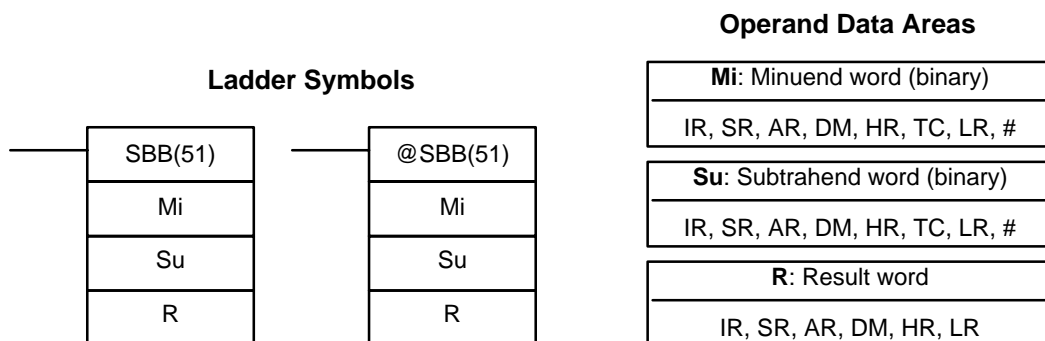 Operand Data Areas
Ladder Symbols
Mi: Minuend word (binary)
IR, SR, AR, DM, HR, TC, LR, #
SBB(51)
@SBB(51)
Su: Subtrahend word (binary)
Mi
Mi
IR, SR, AR, DM, HR, TC, LR, #
Su
Su
R: Result word
R
R
IR, SR, AR, DM, HR, LR